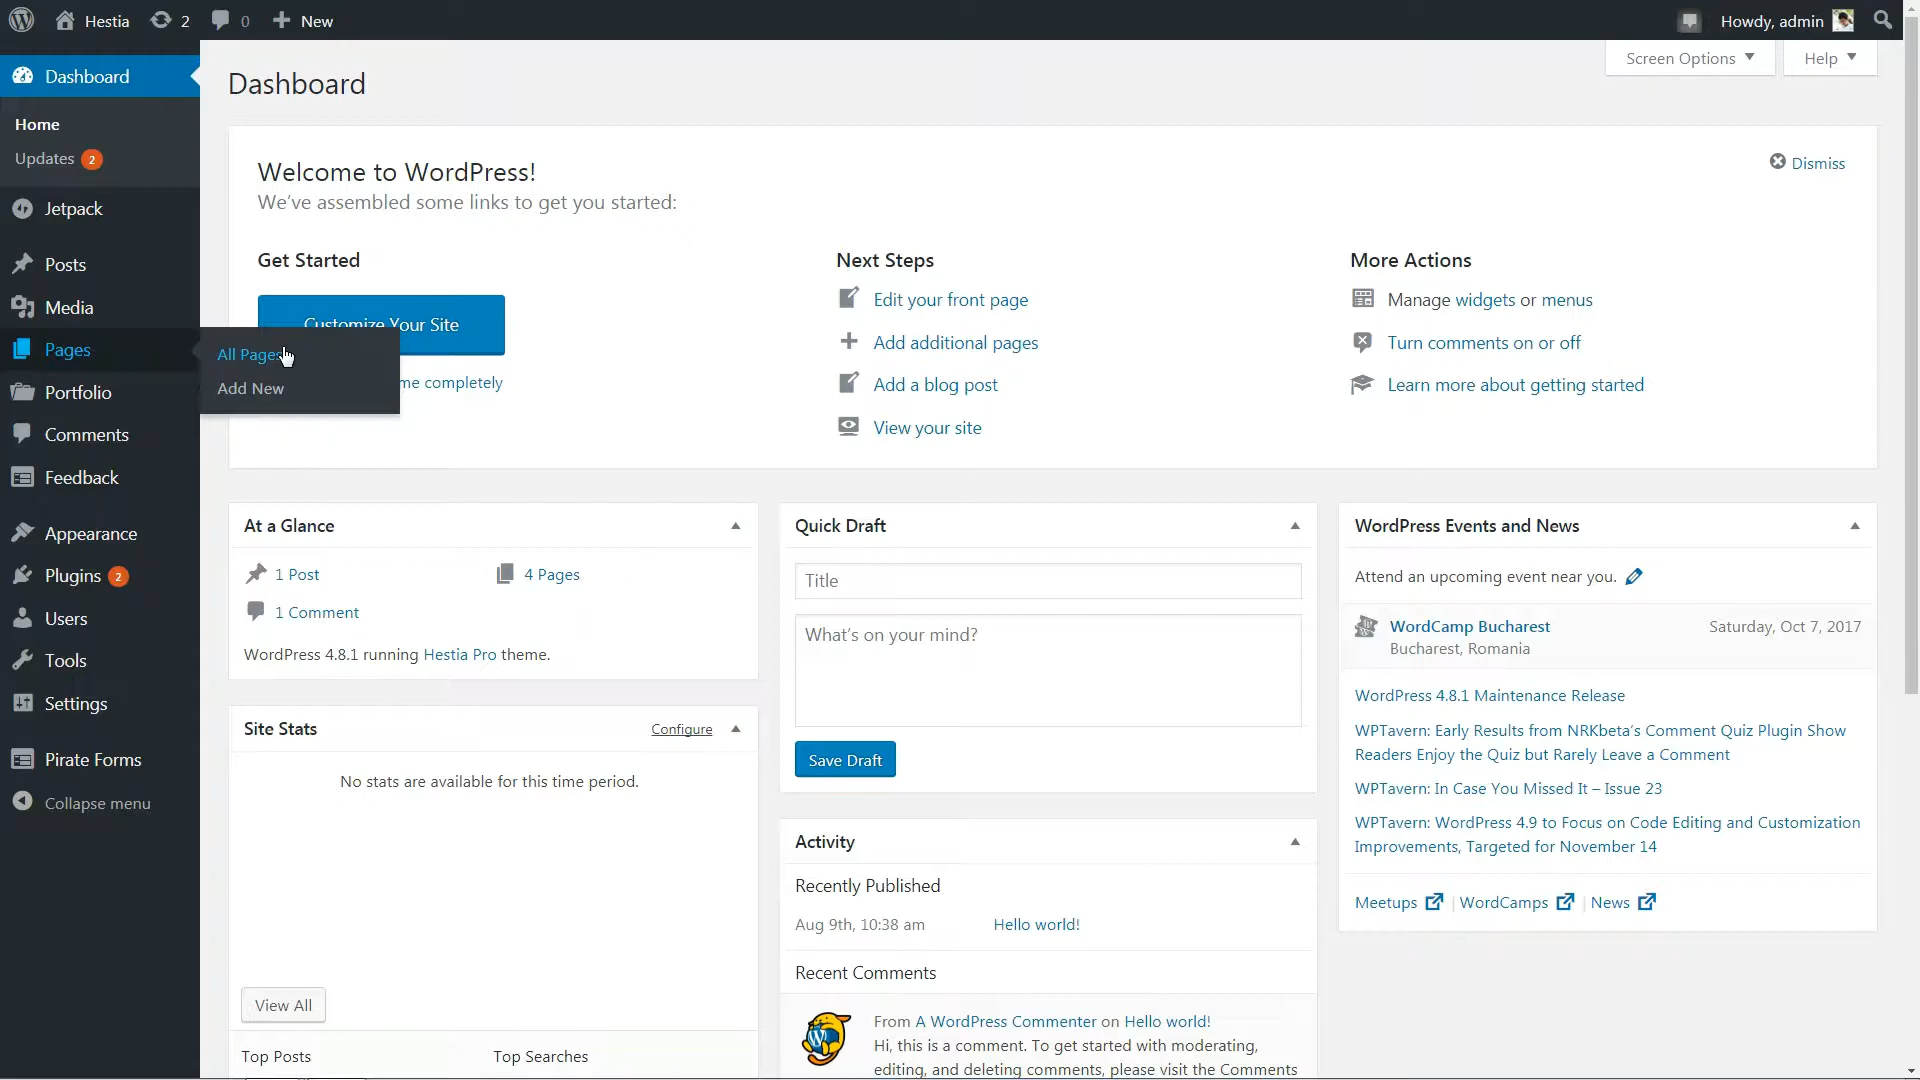 Hestia
2
0
New
Howdy, admin
Dashboard
Home
Updates 2
Jetpack
Posts
Media
Pages
Portfolio
Comments
Feedback
Appearance
Plugins 2
Users
Tools
Settings
Pirate Forms
Collapse menu
All Pages
Add New
Screen Options
Help
Dashboard
Welcome to WordPress!
We've assembled some links to get you started:
Dismiss
Get Started
Customize Your Site
me completely
Next Steps
Edit your front page
Add additional pages
Add a blog post
View your site
More Actions
Manage widgets or menus
Turn comments on or off
Learn more about getting started
At a Glance
1 Post
4 Pages
1 Comment
WordPress 4.8.1 running Hestia Pro theme.
Site Stats
Configure
No stats are available for this time period.
View All
Top Posts
Top Searches
Quick Draft
Title
What's on your mind?
Save Draft
Activity
Recently Published
Aug 9th, 10:38 am
Hello world!
Recent Comments
From A WordPress Commenter on Hello world!
Hi, this is a comment. To get started with moderating,
editing, and deleting comments, please visit the Comments
WordPress Events and News
Attend an upcoming event near you.
WordCamp Bucharest
Saturday, Oct 7, 2017
Bucharest, Romania
WordPress 4.8.1 Maintenance Release
WPTavern: Early Results from NRKbeta's Comment Quiz Plugin Show
Readers Enjoy the Quiz but Rarely Leave a Comment
WPTavern: In Case You Missed It – Issue 23
WPTavern: WordPress 4.9 to Focus on Code Editing and Customization
Improvements, Targeted for November 14
Meetups | WordCamps | News